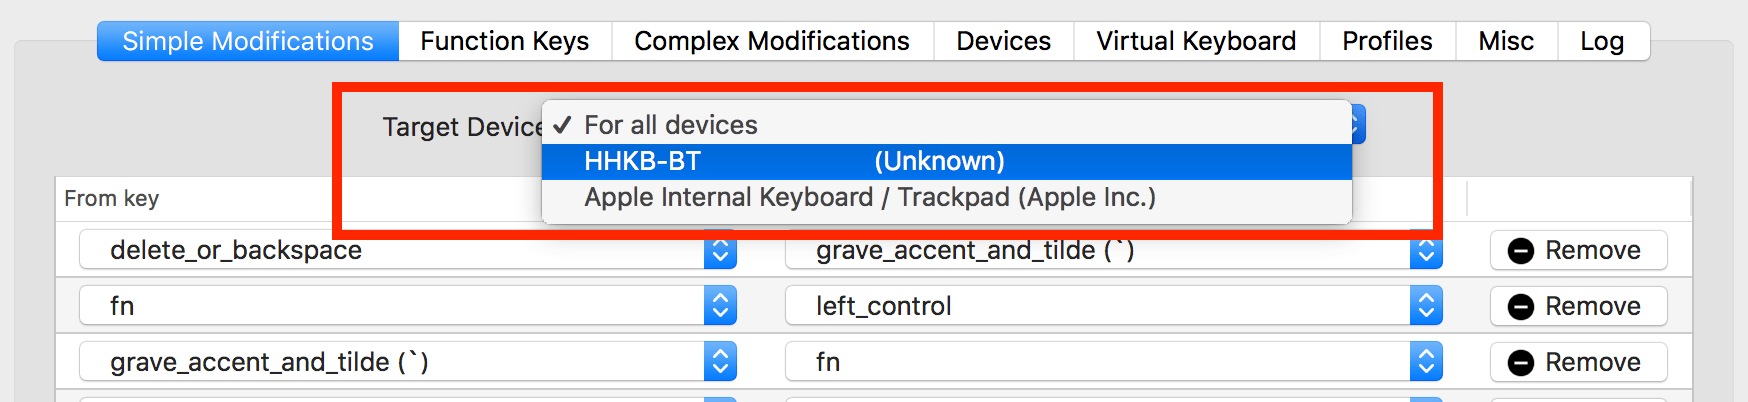 Simple Modifications Function Keys Complex Modifications Devices Virtual Keyboard Profiles Misc Log
Target Device ✓ For all devices
HHKB-BT (Unknown)
Apple Internal Keyboard / Trackpad (Apple Inc.)
From key
delete_or_backspace grave_accent_and_tilde (`) Remove
fn left_control Remove
grave_accent_and_tilde (`) fn Remove